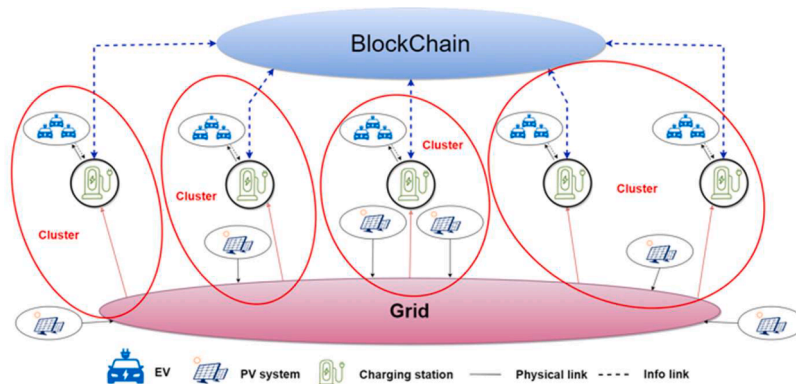 BlockChain
Cluster
Cluster
Cluster
Cluster
Grid
EV
PV system
Charging station
Physical link
Info link